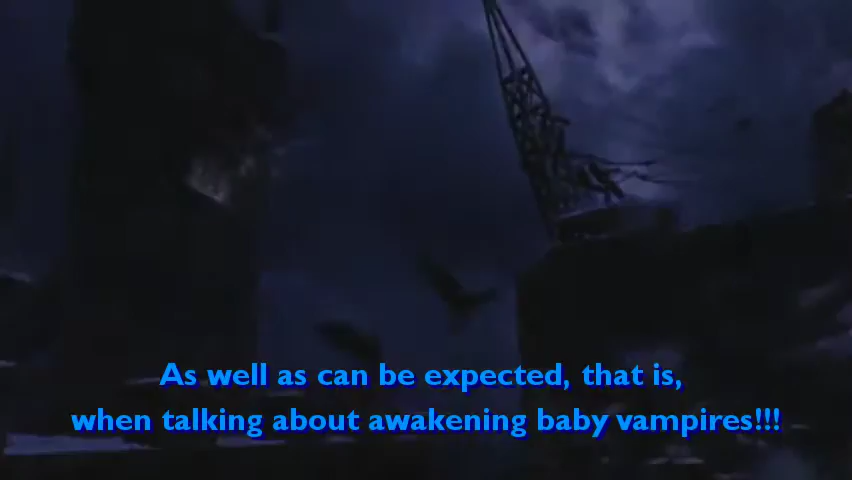 As well as can be expected, that is,
when talking about awakening baby vampires!!!